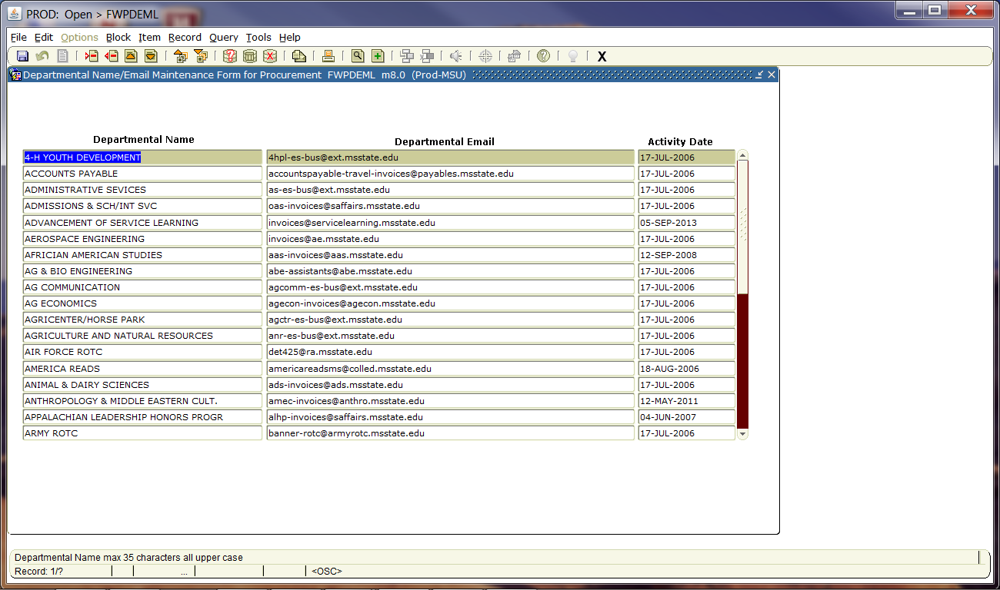 PROD: Open > FWPDEML
File Edit Options Block Item Record Query Tools Help
X
Departmental Name/Email Maintenance Form for Procurement FWPDEML m8.0 (Prod-MSU)
Departmental Name Departmental Email Activity Date
4-H YOUTH DEVELOPMENT 4hpl-es-bus@ext.msstate.edu 17-JUL-2006
ACCOUNTS PAYABLE accountspayable-travel-invoices@payables.msstate.edu 17-JUL-2006
ADMINISTRATIVE SEVICES as-es-bus@ext.msstate.edu 17-JUL-2006
ADMISSIONS & SCH/INT SVC oas-invoices@saffairs.msstate.edu 17-JUL-2006
ADVANCEMENT OF SERVICE LEARNING invoices@servicelearning.msstate.edu 05-SEP-2013
AEROSPACE ENGINEERING invoices@ae.msstate.edu 17-JUL-2006
AFRICIAN AMERICAN STUDIES aas-invoices@aas.msstate.edu 12-SEP-2008
AG & BIO ENGINEERING abe-assistants@abe.msstate.edu 17-JUL-2006
AG COMMUNICATION agcomm-es-bus@ext.msstate.edu 17-JUL-2006
AG ECONOMICS agecon-invoices@agecon.msstate.edu 17-JUL-2006
AGRICENTER/HORSE PARK agctr-es-bus@ext.msstate.edu 17-JUL-2006
AGRICULTURE AND NATURAL RESOURCES anr-es-bus@ext.msstate.edu 17-JUL-2006
AIR FORCE ROTC det425@ra.msstate.edu 17-JUL-2006
AMERICA READS americareadsms@colled.msstate.edu 18-AUG-2006
ANIMAL & DAIRY SCIENCES ads-invoices@ads.msstate.edu 17-JUL-2006
ANTHROPOLOGY & MIDDLE EASTERN CULT. amec-invoices@anthro.msstate.edu 12-MAY-2011
APPALACHIAN LEADERSHIP HONORS PROGR alhp-invoices@saffairs.msstate.edu 04-JUN-2007
ARMY ROTC banner-rotc@armyrotc.msstate.edu 17-JUL-2006
Departmental Name max 35 characters all upper case
Record: 1/? ... <OSC>